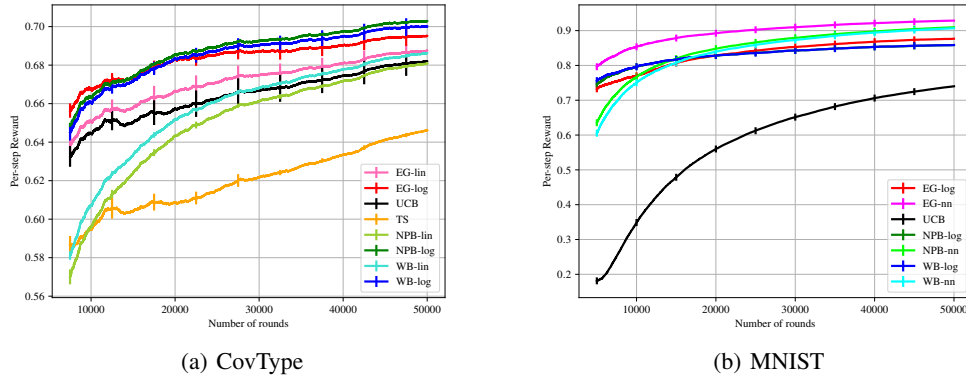 0.70
0.68
0.66
0.64
0.62
0.60
0.58
0.56
Per-step Reward
10000 20000 30000 40000 50000
Number of rounds
EG-lin
EG-log
UCB
TS
NPB-lin
NPB-log
WB-lin
WB-log
(a) CovType
0.9
0.8
0.7
0.6
0.5
0.4
0.3
0.2
Per-step Reward
10000 20000 30000 40000 50000
Number of rounds
EG-log
EG-nn
UCB
NPB-log
NPB-nn
WB-log
WB-nn
(b) MNIST